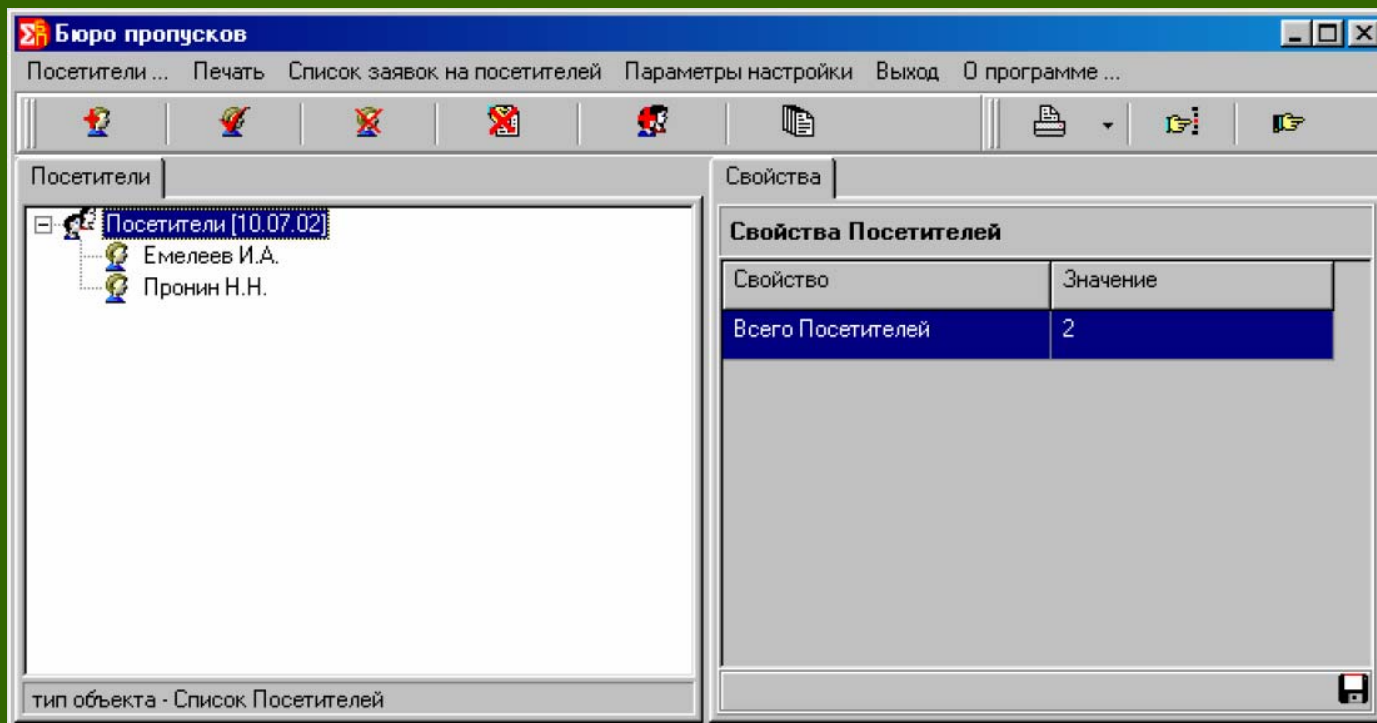 Бюро пропусков
Посетители ... Печать Список заявок на посетителей Параметры настройки Выход О программе ...
Посетители
Посетители [10.07.02]
Емелеев И.А.
Пронин Н.Н.
тип объекта - Список Посетителей
Свойства
Свойства Посетителей
Свойство Значение
Всего Посетителей 2